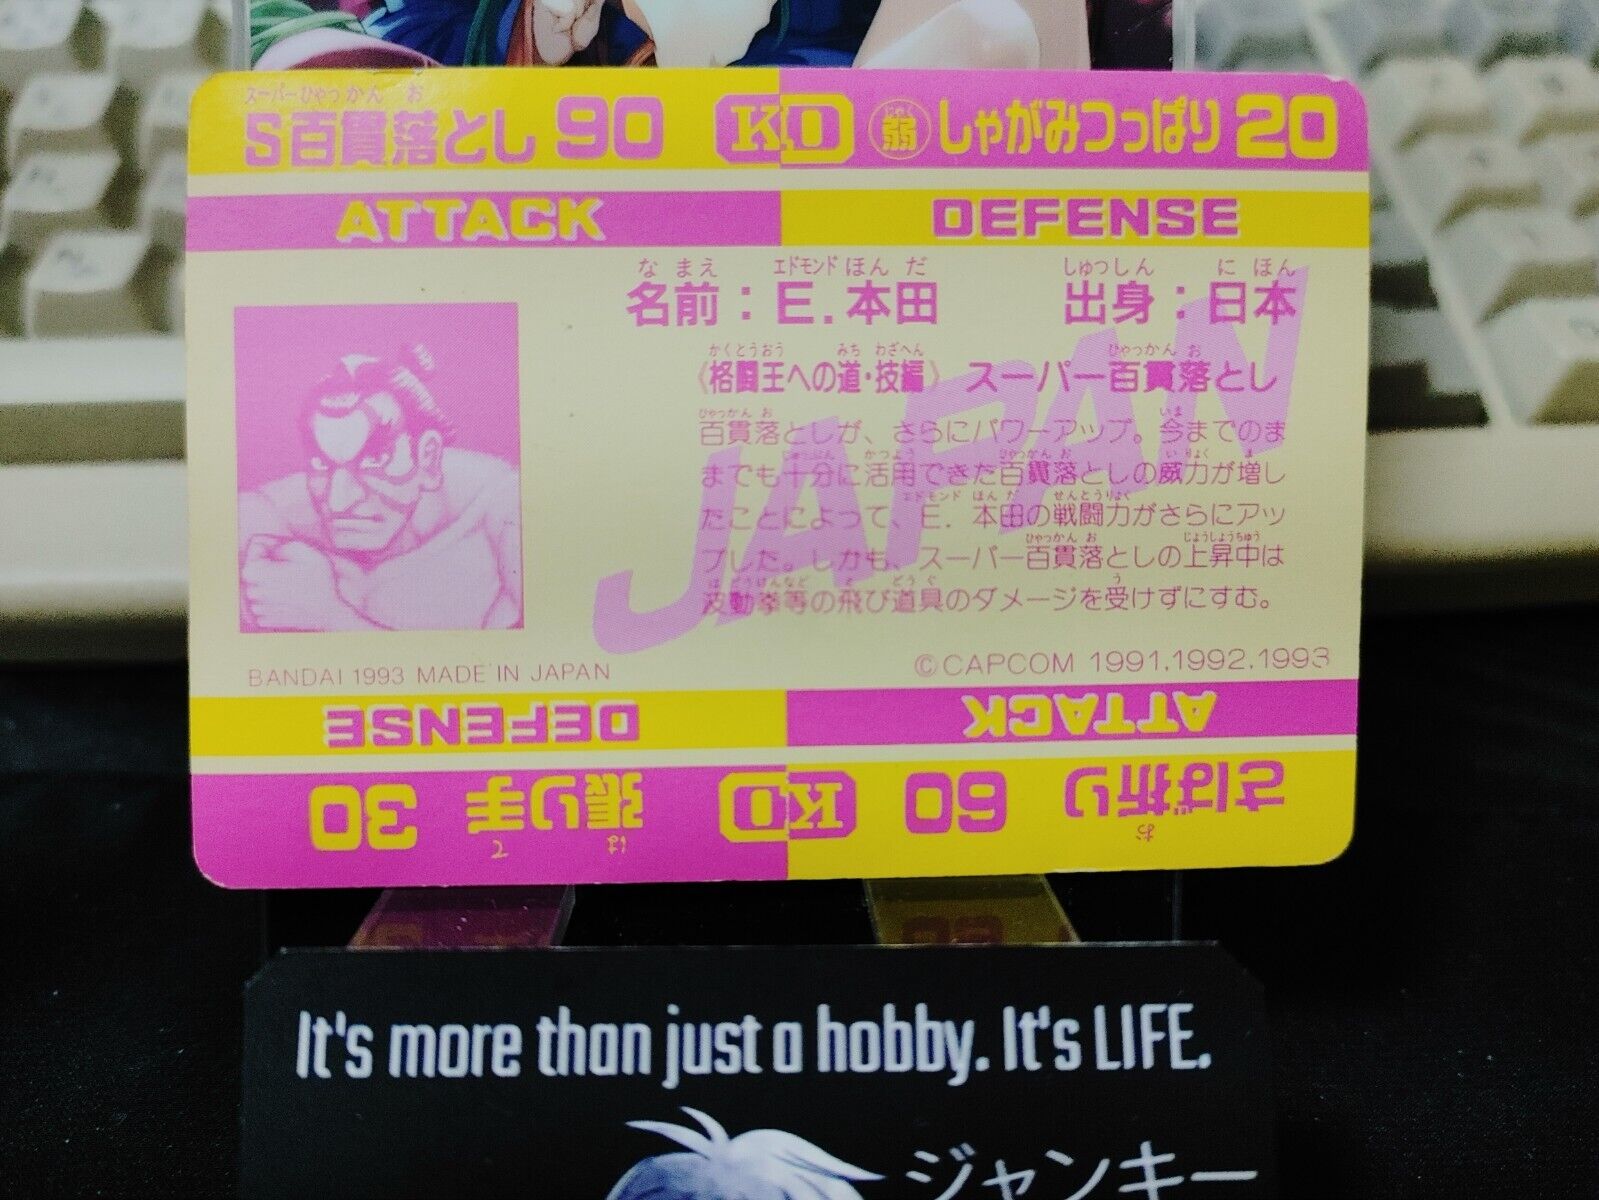 スーパーひゃっかん お
S百貫落とし 90 KO 弱 しゃがみつっぱり 20
ATTACK DEFENSE
なまえ エドモンド ほんだ しゅっしん にほん
名前:E.本田 出身:日本
かくとうおう みち わざへん ひゃっかん お
《格闘王への道・技編》 スーパー百貫落とし
ひゃっかん お いま
百貫落としが、さらにパワーアップ。今までのま
じゅうぶん かつよう ひゃっかん お いりょく ま
までも十分に活用できた百貫落としの威力が増し
エドモンド ほんだ せんとうりょく
たことによって、E.本田の戦闘力がさらにアッ
ひゃっかん お じょうしょうちゅう
プした。しかも、スーパー百貫落としの上昇中は
はどうけんなど と どうぐ う
波動拳等の飛び道具のダメージを受けずにすむ。
JAPAN
BANDAI 1993 MADE IN JAPAN
©CAPCOM 1991.1992.1993
ATTACK DEFENSE
さば折り 60 KO 張り手 30
お は て
It's more than just a hobby. It's LIFE.
ジャンキー